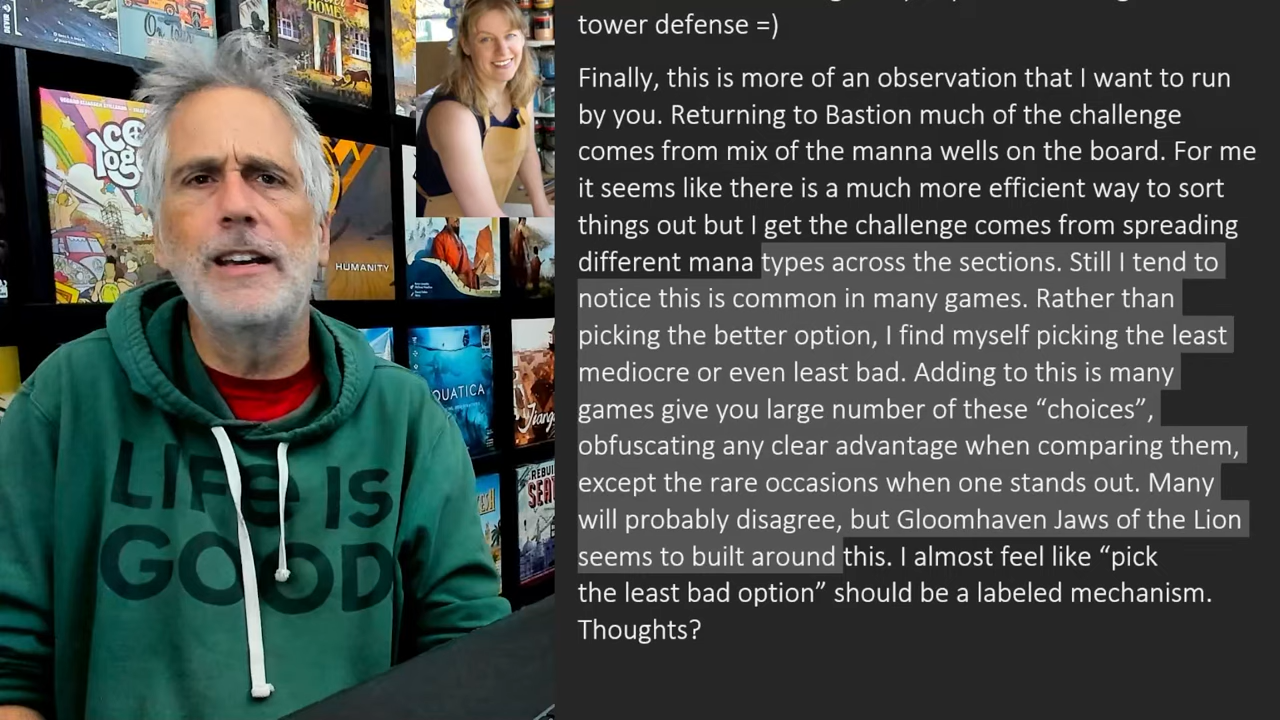 tower defense =)
Finally, this is more of an observation that I want to run
by you. Returning to Bastion much of the challenge
comes from mix of the manna wells on the board. For me
it seems like there is a much more efficient way to sort
things out but I get the challenge comes from spreading
different mana types across the sections. Still I tend to
notice this is common in many games. Rather than
picking the better option, I find myself picking the least
mediocre or even least bad. Adding to this is many
games give you large number of these “choices”,
obfuscating any clear advantage when comparing them,
except the rare occasions when one stands out. Many
will probably disagree, but Gloomhaven Jaws of the Lion
seems to built around this. I almost feel like “pick
the least bad option” should be a labeled mechanism.
Thoughts?
HOME
HUMANITY
LIFe IS
GOOD